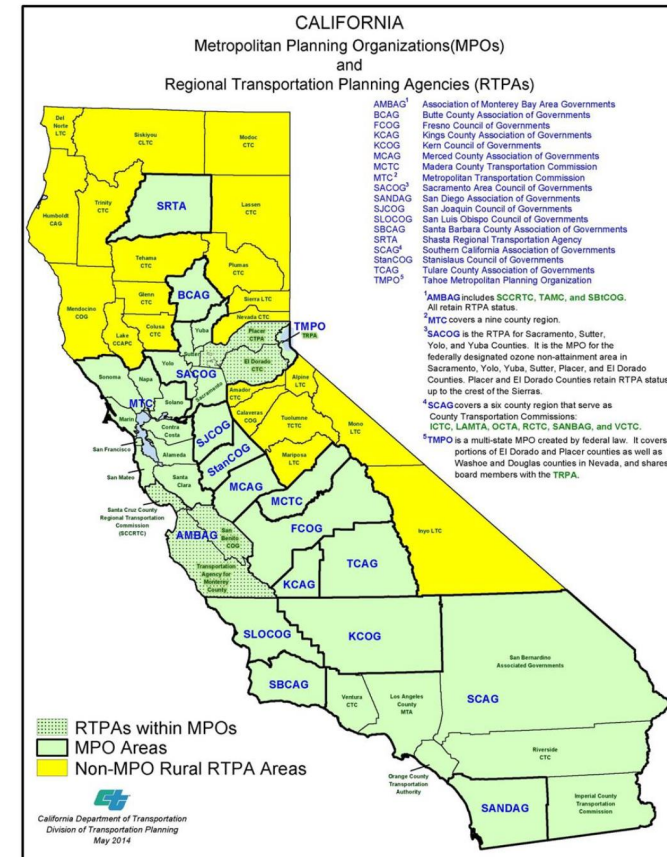 CALIFORNIA
Metropolitan Planning Organizations(MPOs)
and
Regional Transportation Planning Agencies (RTPAs)
AMBAG¹ Association of Monterey Bay Area Governments
BCAG Butte County Association of Governments
FCOG Fresno Council of Governments
KCAG Kings County Association of Governments
KCOG Kern Council of Governments
MCAG Merced County Association of Governments
MCTC Madera County Transportation Commission
MTC² Metropolitan Transportation Commission
SACOG³ Sacramento Area Council of Governments
SANDAG San Diego Association of Governments
SJCOG San Joaquin Council of Governments
SLOCOG San Luis Obispo Council of Governments
SBCAG Santa Barbara County Association of Governments
SRTA Shasta Regional Transportation Agency
SCAG⁴ Southern California Association of Governments
StanCOG Stanislaus Council of Governments
TCAG Tulare County Association of Governments
TMPO⁵ Tahoe Metropolitan Planning Organization
¹AMBAG includes SCCRTC, TAMC, and SBtCOG.
All retain RTPA status.
²MTC covers a nine county region.
³SACOG is the RTPA for Sacramento, Sutter,
Yolo, and Yuba Counties. It is the MPO for the
federally designated ozone non-attainment area in
Sacramento, Yolo, Yuba, Sutter, Placer, and El Dorado
Counties. Placer and El Dorado Counties retain RTPA status
up to the crest of the Sierras.
⁴SCAG covers a six county region that serve as
County Transportation Commissions:
ICTC, LAMTA, OCTA, RCTC, SANBAG, and VCTC.
⁵TMPO is a multi-state MPO created by federal law. It covers
portions of El Dorado and Placer counties as well as
Washoe and Douglas counties in Nevada, and shares
board members with the TRPA.
Del
Norte
LTC
Siskiyou
CLTC
Modoc
CTC
Humboldt
CAG
Trinity
CTC
SRTA
Lassen
CTC
Tehama
CTC
Plumas
CTC
Mendocino
COG
Glenn
CTC
BCAG
Sierra LTC
Lake
CCAPC
Colusa
CTC
Yuba
Nevada CTC
Sutter
Placer
CTPA
TMPO
TRPA
El Dorado
CTC
Sonoma
Napa
Yolo
SACOG
Sacramento
Alpine
LTC
Amador
CTC
MTC
Solano
Calaveras
COG
Tuolumne
TCTC
Mono
LTC
Marin
Contra
Costa
SJCOG
San Francisco
Alameda
StanCOG
Mariposa
LTC
San Mateo
Santa
Clara
MCAG
MCTC
Santa Cruz County
Regional Transportation
Commission
(SCCRTC)
AMBAG
San
Benito
COG
FCOG
Inyo LTC
Transportation
Agency for
Monterey
County
KCAG
TCAG
SLOCOG
KCOG
SBCAG
San Bernardino
Associated Governments
Ventura
CTC
Los Angeles
County
MTA
SCAG
Riverside
CTC
Orange County
Transportation
Authority
SANDAG
Imperial County
Transportation
Commission
RTPAs within MPOs
MPO Areas
Non-MPO Rural RTPA Areas
ct
California Department of Transportation
Division of Transportation Planning
May 2014